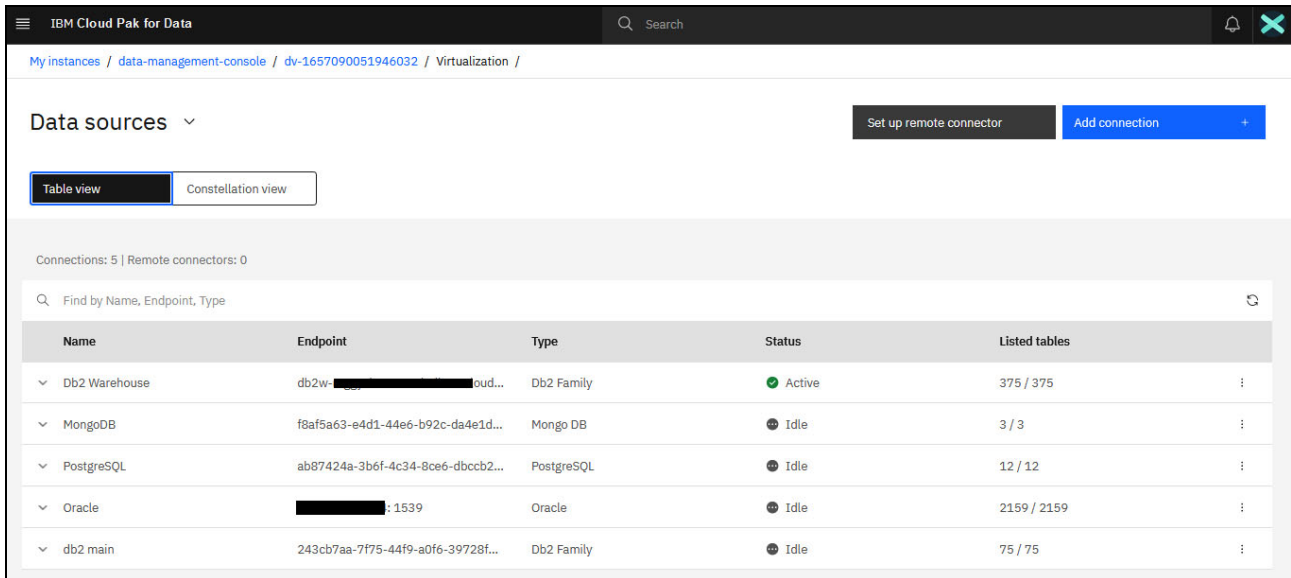 IBM Cloud Pak for Data
Search
My instances / data-management-console / dv-1657090051946032 / Virtualization /
Data sources
Set up remote connector
Add connection +
Table view
Constellation view
Connections: 5 | Remote connectors: 0
Find by Name, Endpoint, Type
Name Endpoint Type Status Listed tables
Db2 Warehouse db2w- oud... Db2 Family Active 375 / 375
MongoDB f8af5a63-e4d1-44e6-b92c-da4e1d... Mongo DB Idle 3 / 3
PostgreSQL ab87424a-3b6f-4c34-8ce6-dbccb2... PostgreSQL Idle 12 / 12
Oracle : 1539 Oracle Idle 2159 / 2159
db2 main 243cb7aa-7f75-44f9-a0f6-39728f... Db2 Family Idle 75 / 75